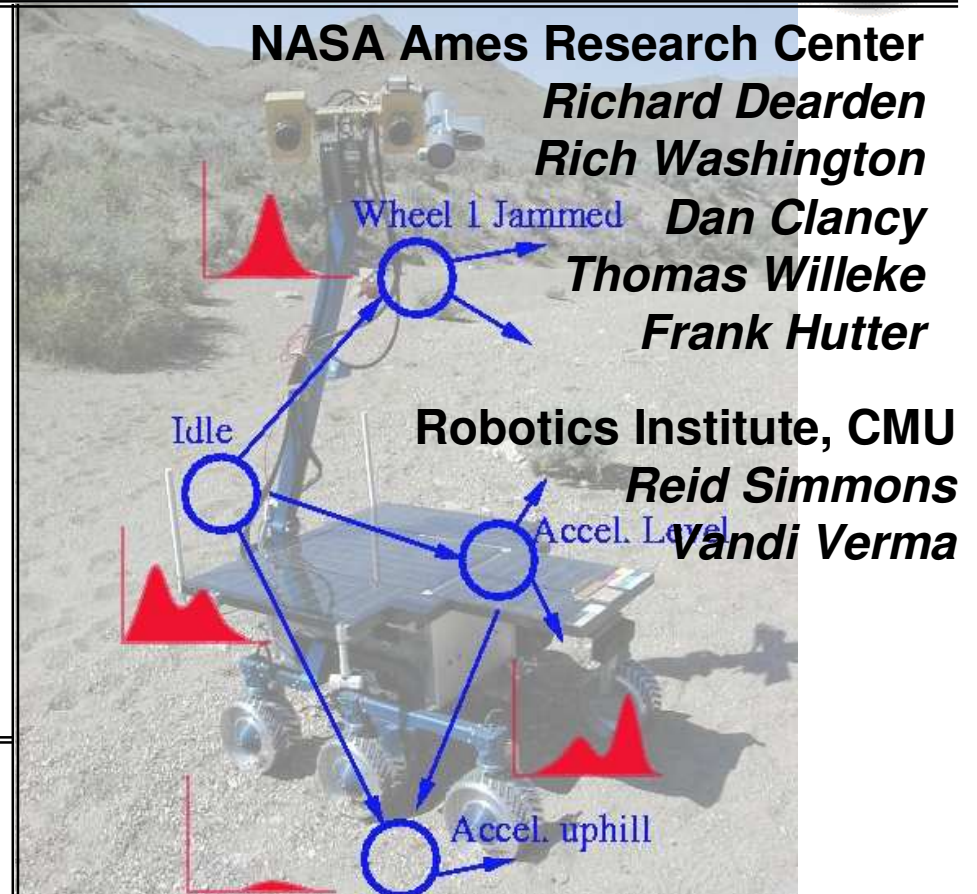 NASA Ames Research Center
Richard Dearden
Rich Washington
Dan Clancy
Thomas Willeke
Frank Hutter
Robotics Institute, CMU
Reid Simmons
Vandi Verma
Wheel 1 Jammed
Idle
Accel. Level
Accel. uphill